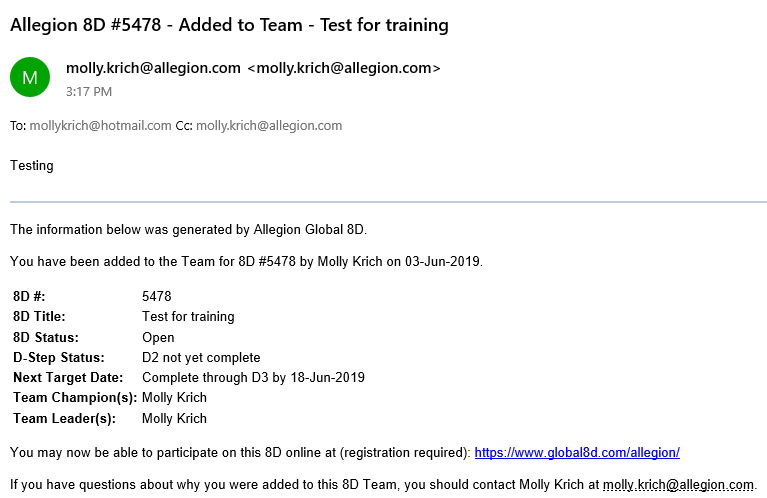 Allegion 8D #5478 - Added to Team - Test for training
M
molly.krich@allegion.com <molly.krich@allegion.com>
3:17 PM
To: mollykrich@hotmail.com Cc: molly.krich@allegion.com
Testing
The information below was generated by Allegion Global 8D.
You have been added to the Team for 8D #5478 by Molly Krich on 03-Jun-2019.
8D #: 5478
8D Title: Test for training
8D Status: Open
D-Step Status: D2 not yet complete
Next Target Date: Complete through D3 by 18-Jun-2019
Team Champion(s): Molly Krich
Team Leader(s): Molly Krich
You may now be able to participate on this 8D online at (registration required): https://www.global8d.com/allegion/
If you have questions about why you were added to this 8D Team, you should contact Molly Krich at molly.krich@allegion.com.